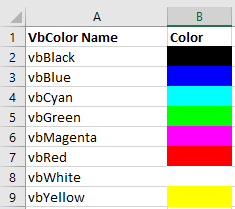 A B
1 VbColor Name Color
2 vbBlack
3 vbBlue
4 vbCyan
5 vbGreen
6 vbMagenta
7 vbRed
8 vbWhite
9 vbYellow